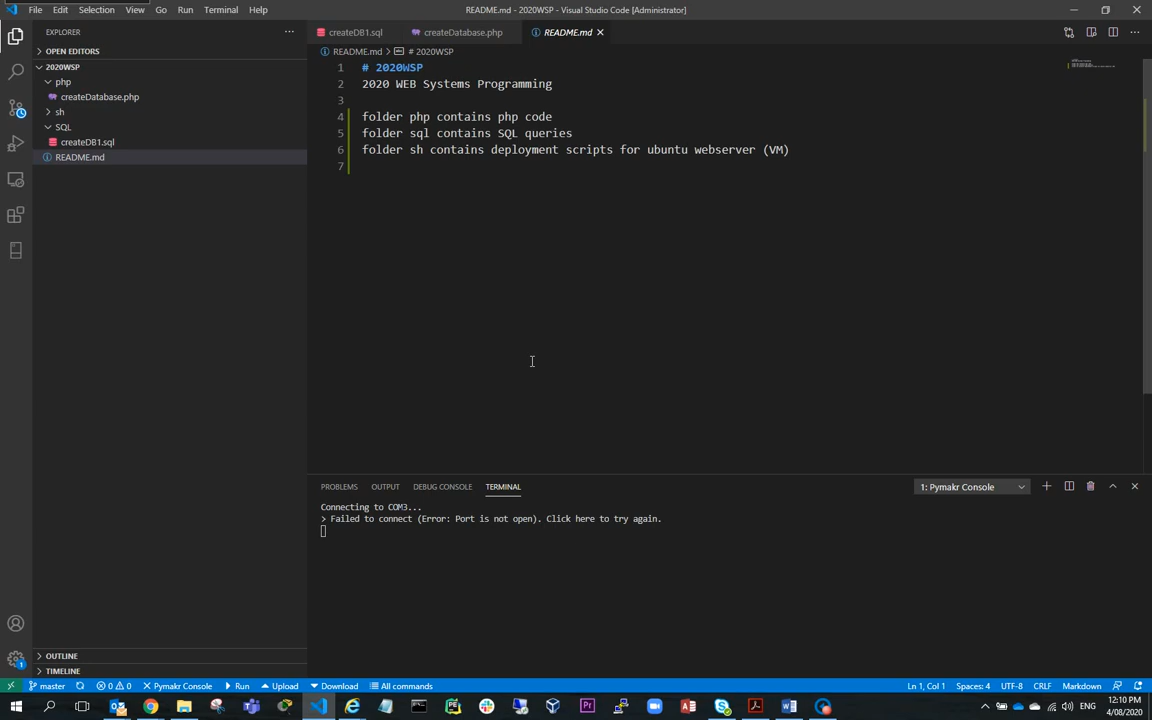 File Edit Selection View Go Run Terminal Help
README.md - 2020WSP - Visual Studio Code [Administrator]
EXPLORER
OPEN EDITORS
2020WSP
php
createDatabase.php
sh
SQL
createDB1.sql
README.md
OUTLINE
TIMELINE
createDB1.sql createDatabase.php README.md
README.md > # 2020WSP
1 # 2020WSP
2 2020 WEB Systems Programming
3
4 folder php contains php code
5 folder sql contains SQL queries
6 folder sh contains deployment scripts for ubuntu webserver (VM)
7
PROBLEMS OUTPUT DEBUG CONSOLE TERMINAL
1: Pymakr Console
Connecting to COM3...
> Failed to connect (Error: Port is not open). Click here to try again.
1
master 0 0 Pymakr Console Run Upload Download All commands
Ln 1, Col 1 Spaces: 4 UTF-8 CRLF Markdown
ENG
12:10 PM
4/08/2020